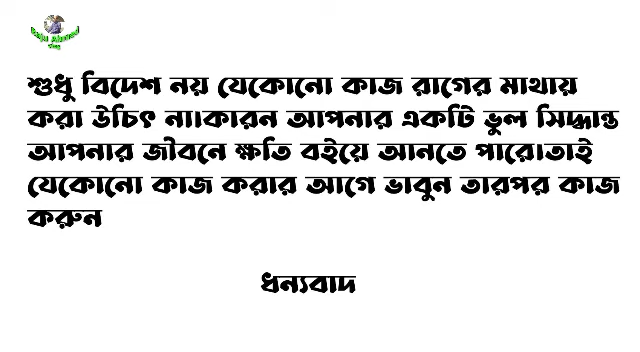 শুধু বিদেশ নয় যেকোনো কাজ রাগের মাথায়
করা উচিৎ না।কারন আপনার একটি ভুল সিদ্ধান্ত
আপনার জীবনে ক্ষতি বইয়ে আনতে পারে।তাই
যেকোনো কাজ করার আগে ভাবুন তারপর কাজ
করুন
ধন্যবাদ